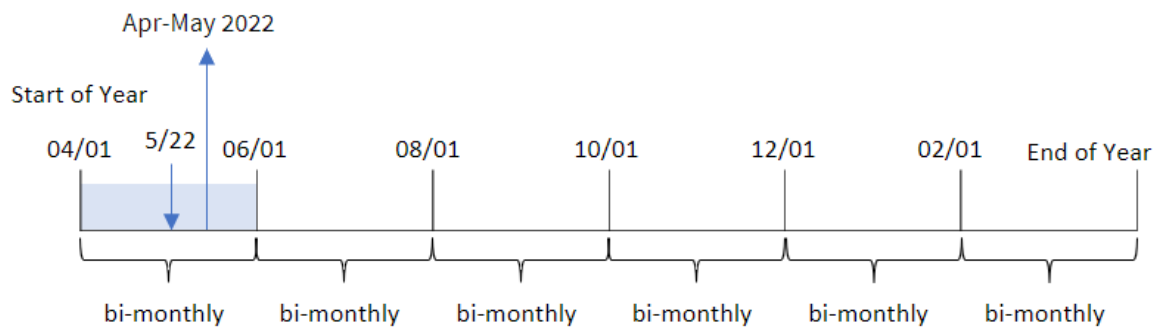 Apr-May 2022
Start of Year
04/01 5/22 06/01 08/01 10/01 12/01 02/01 End of Year
bi-monthly bi-monthly bi-monthly bi-monthly bi-monthly bi-monthly